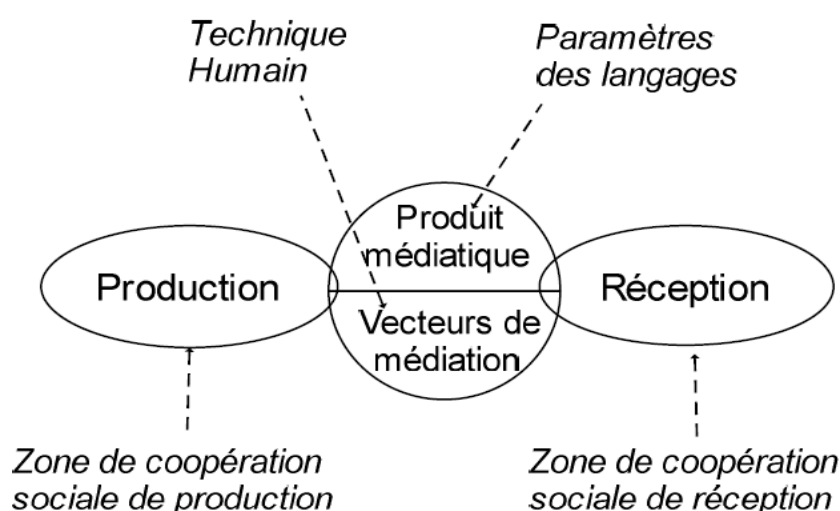 Technique
Humain
Paramètres
des langages
Produit
médiatique
Production
Réception
Vecteurs de
médiation
Zone de coopération
sociale de production
Zone de coopération
sociale de réception